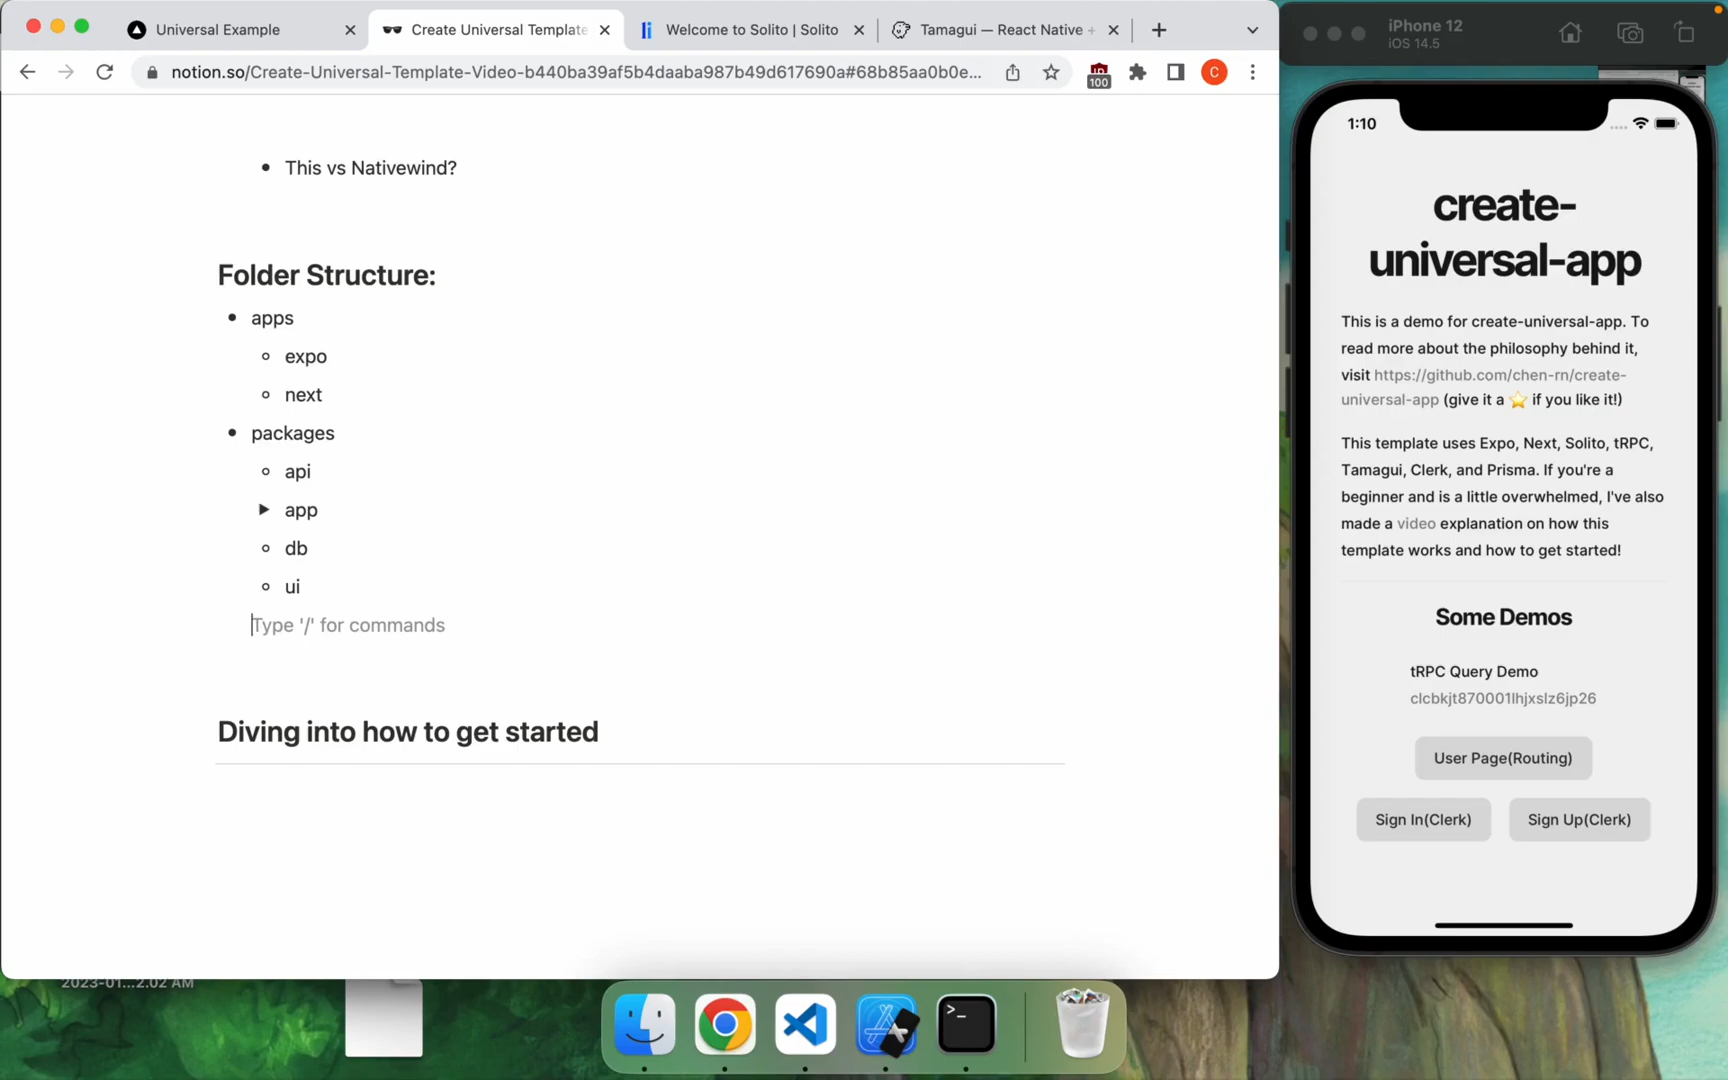 Universal Example
Create Universal Template
Welcome to Solito | Solito
Tamagui — React Native +
notion.so/Create-Universal-Template-Video-b440ba39af5b4daaba987b49d617690a#68b85aa0b0e...
100
C
This vs Nativewind?
Folder Structure:
apps
expo
next
packages
api
app
db
ui
Type '/' for commands
Diving into how to get started
iPhone 12
iOS 14.5
1:10
create-
universal-app
This is a demo for create-universal-app. To
read more about the philosophy behind it,
visit https://github.com/chen-rn/create-
universal-app (give it a ⭐ if you like it!)
This template uses Expo, Next, Solito, tRPC,
Tamagui, Clerk, and Prisma. If you're a
beginner and is a little overwhelmed, I've also
made a video explanation on how this
template works and how to get started!
Some Demos
tRPC Query Demo
clcbkjt870001lhjxslz6jp26
User Page(Routing)
Sign In(Clerk)
Sign Up(Clerk)
2023-01...2.02 AM
>_